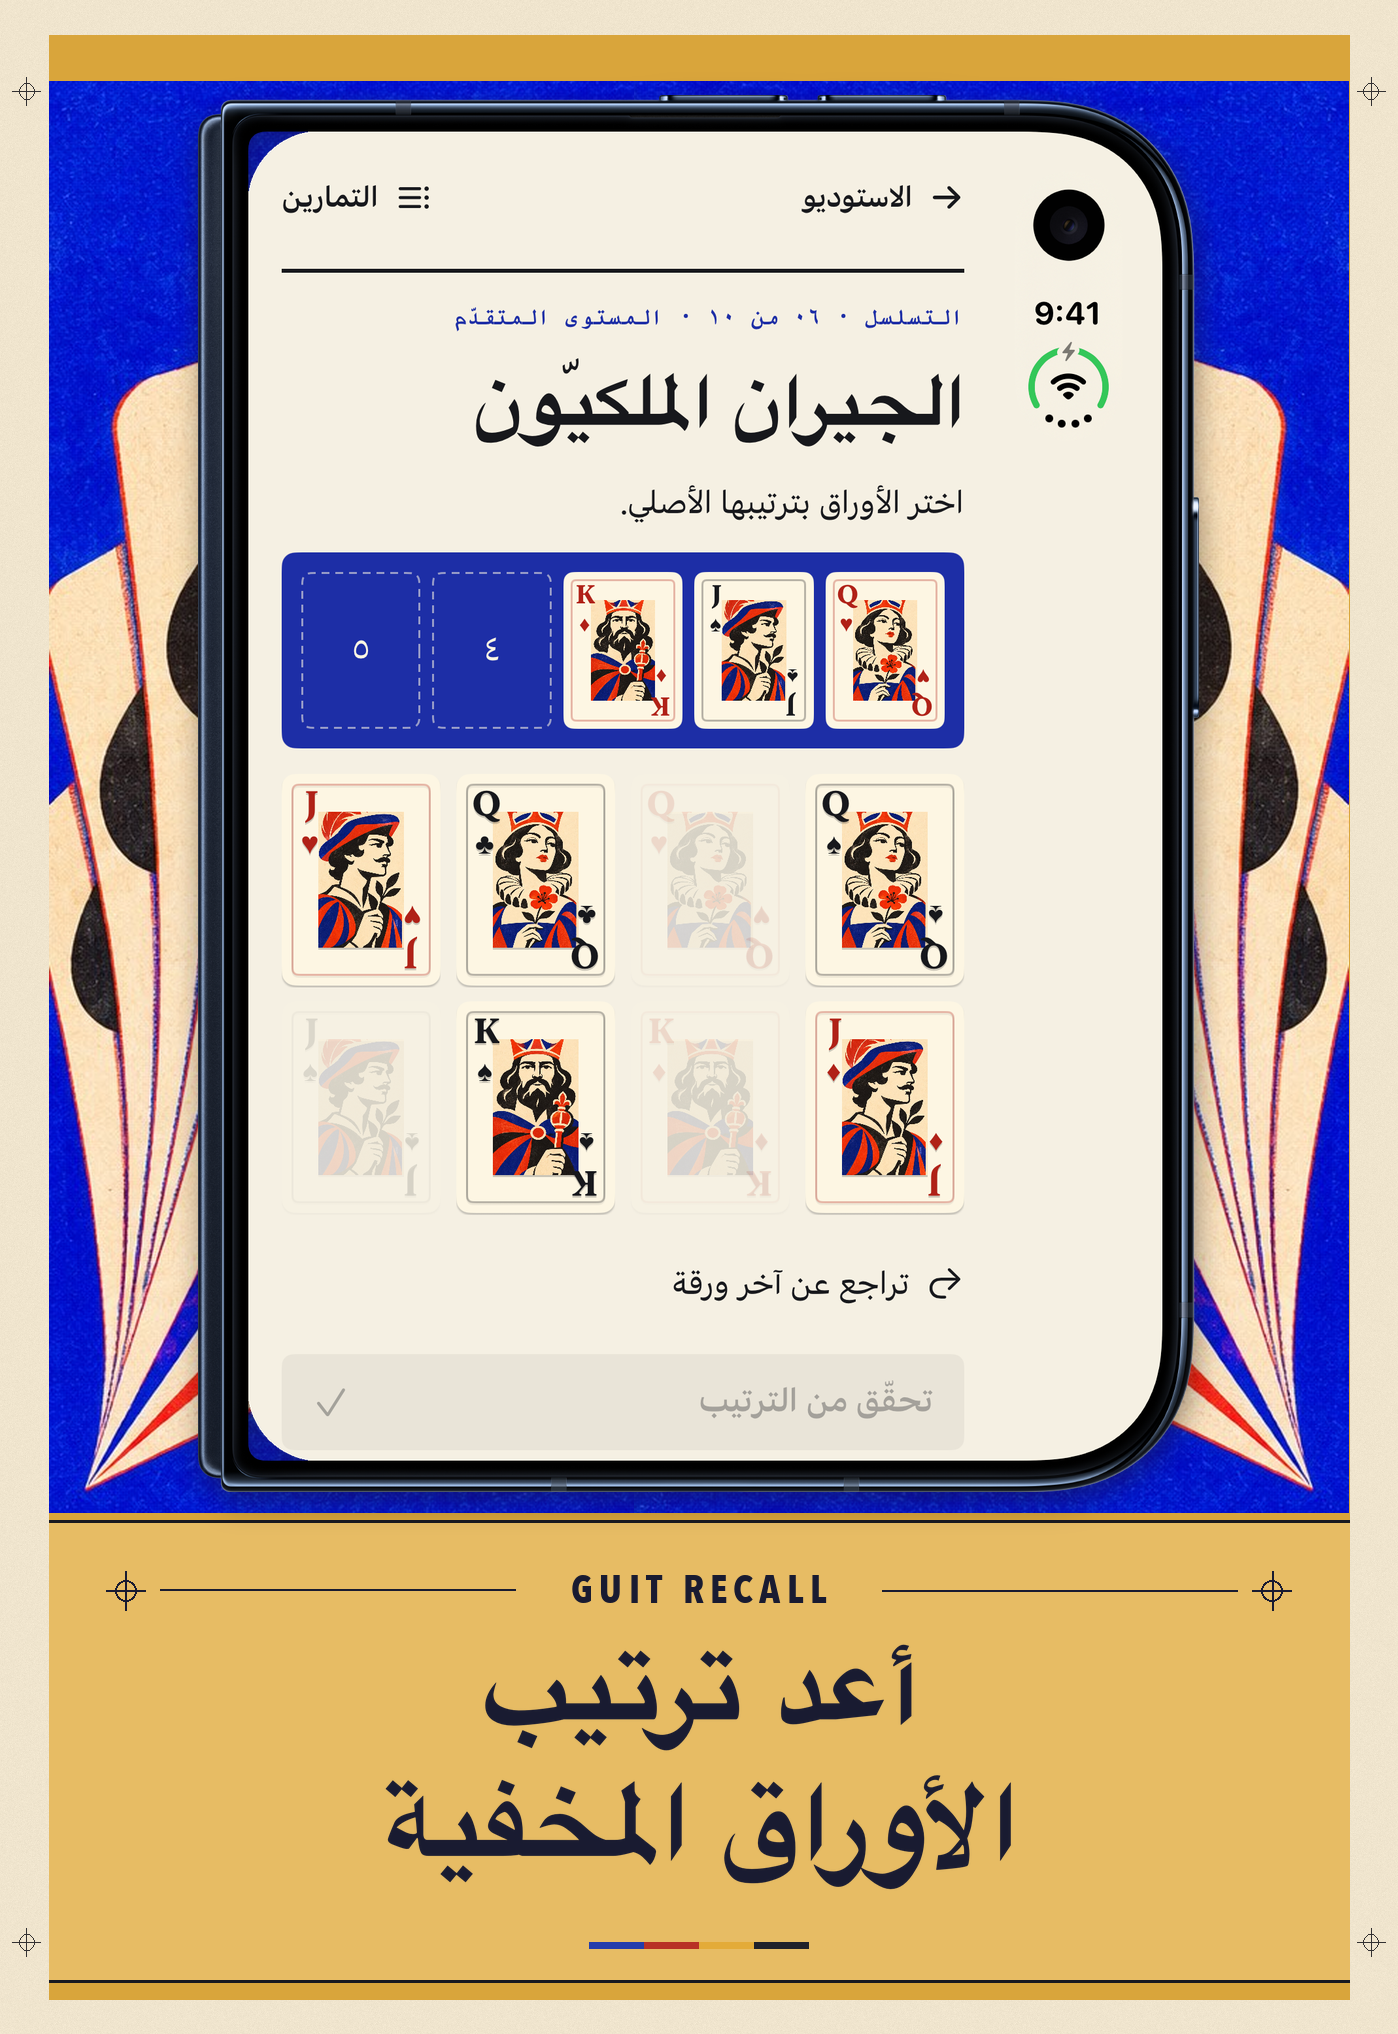 الاستوديو التمارين
9:41
التسلسل · ٠٦ من ١٠ · المستوى المتقدّم
الجيران الملكيّون
اختر الأوراق بترتيبها الأصلي.
Q Q J J K K ٤ ٥
Q Q Q Q Q Q J J
J J K K K K J J
تراجع عن آخر ورقة
تحقّق من الترتيب
GUIT RECALL
أعد ترتيب
الأوراق المخفية